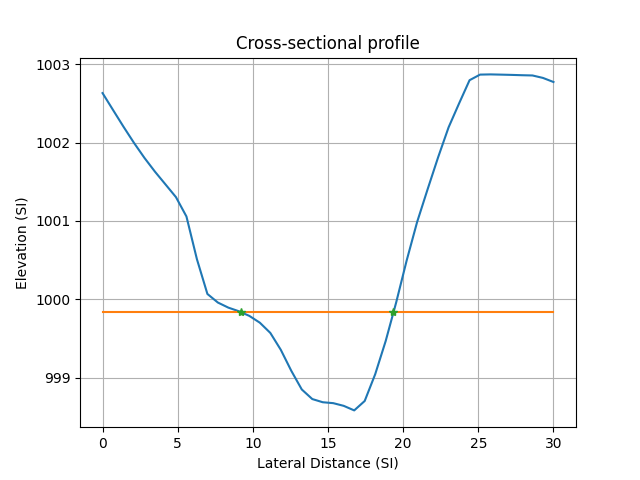 Cross-sectional profile
Elevation (SI)
1003
1002
1001
1000
999
0 5 10 15 20 25 30
Lateral Distance (SI)